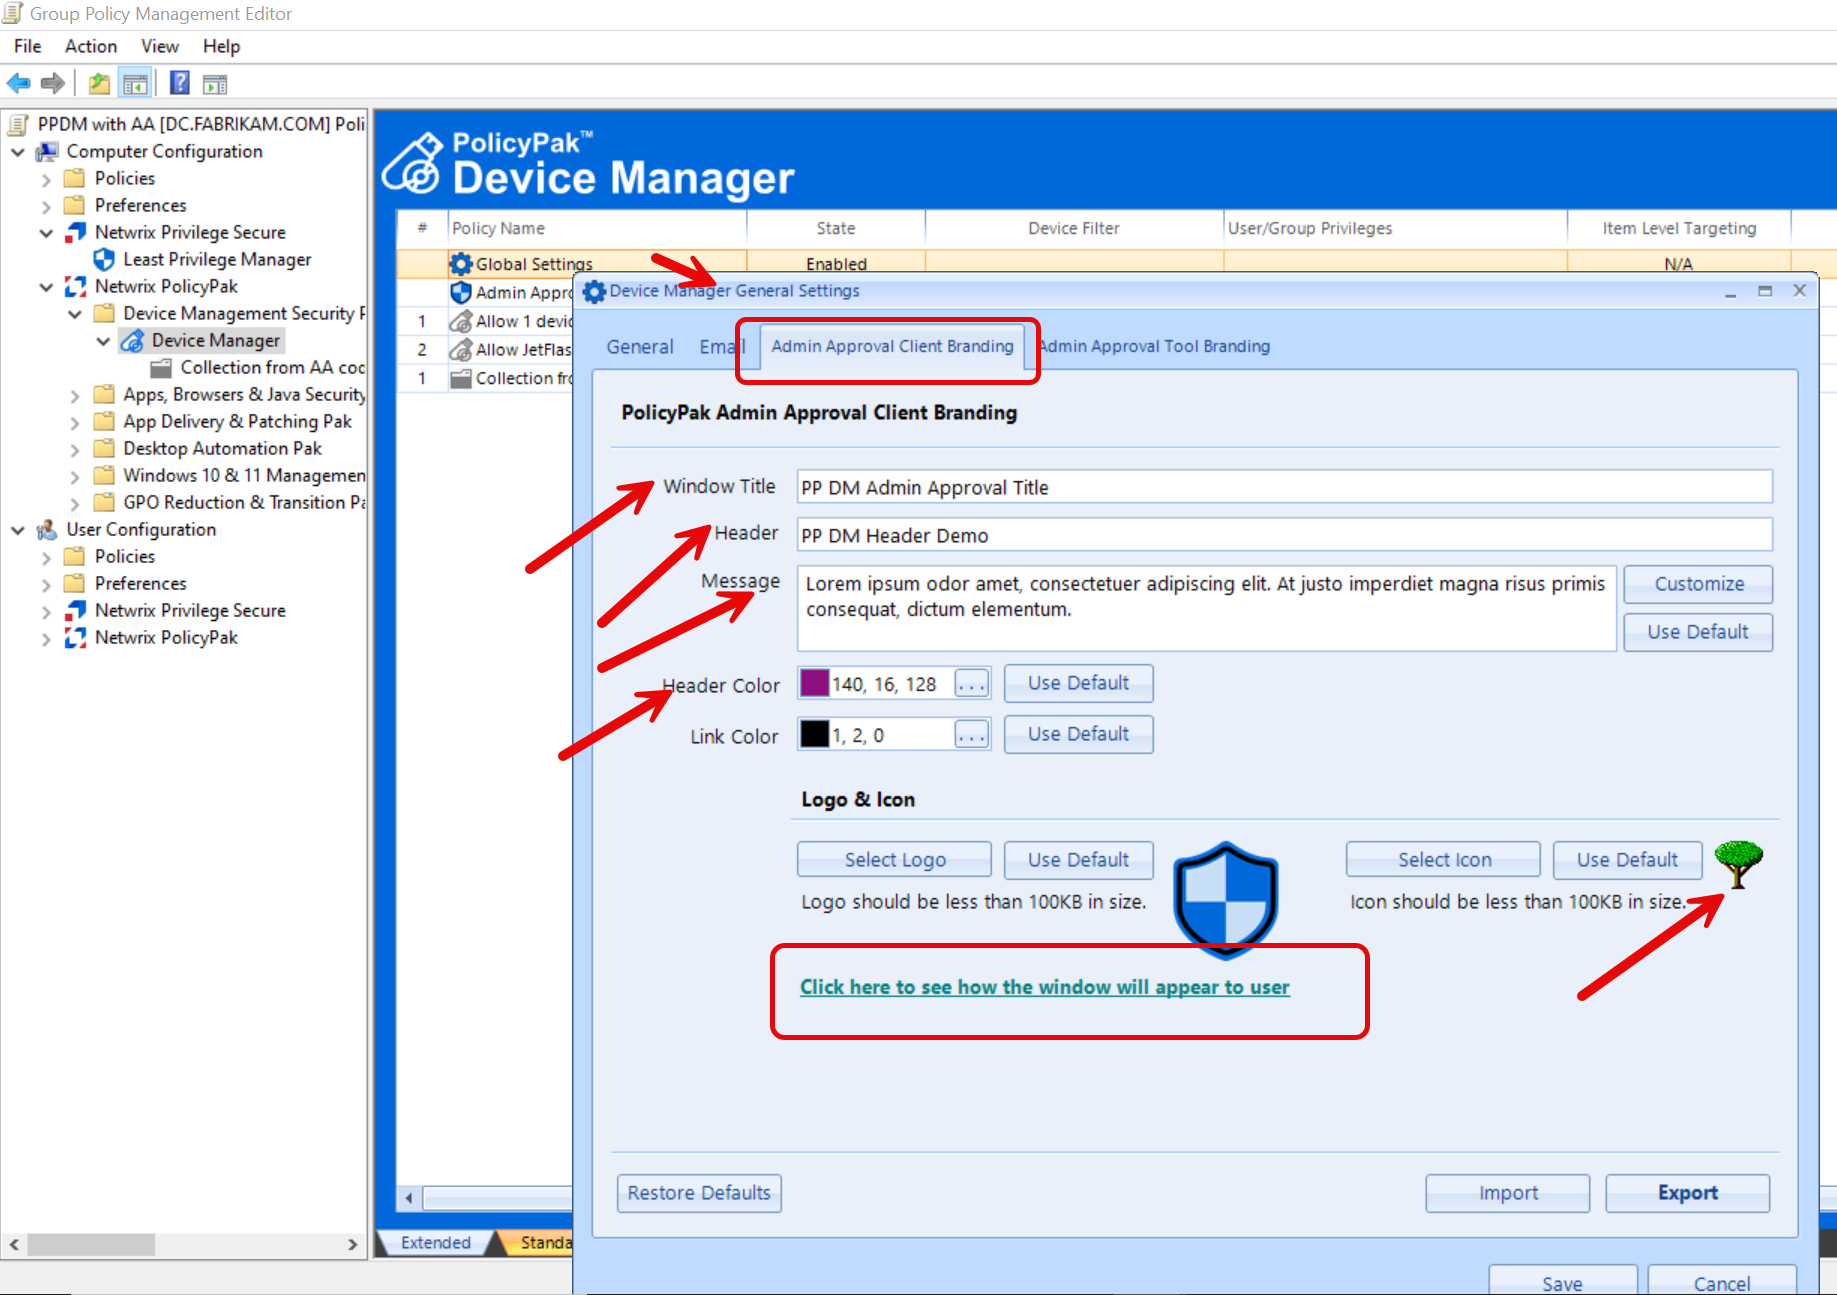 Group Policy Management Editor
File Action View Help
PPDM with AA [DC.FABRIKAM.COM] Poli
Computer Configuration
Policies
Preferences
Netwrix Privilege Secure
Least Privilege Manager
Netwrix PolicyPak
Device Management Security P
Device Manager
Collection from AA cod
Apps, Browsers & Java Security
App Delivery & Patching Pak
Desktop Automation Pak
Windows 10 & 11 Managemen
GPO Reduction & Transition Pa
User Configuration
Policies
Preferences
Netwrix Privilege Secure
Netwrix PolicyPak
PolicyPak™
Device Manager
# Policy Name State Device Filter User/Group Privileges Item Level Targeting
Global Settings Enabled N/A
Admin Appro
1 Allow 1 devic
2 Allow JetFlas
1 Collection fro
Extended Standa
Device Manager General Settings
General Email Admin Approval Client Branding Admin Approval Tool Branding
PolicyPak Admin Approval Client Branding
Window Title PP DM Admin Approval Title
Header PP DM Header Demo
Message Lorem ipsum odor amet, consectetuer adipiscing elit. At justo imperdiet magna risus primis
consequat, dictum elementum.
Customize
Use Default
Header Color 140, 16, 128 ... Use Default
Link Color 1, 2, 0 ... Use Default
Logo & Icon
Select Logo Use Default Select Icon Use Default
Logo should be less than 100KB in size. Icon should be less than 100KB in size.
Click here to see how the window will appear to user
Restore Defaults Import Export
Save Cancel